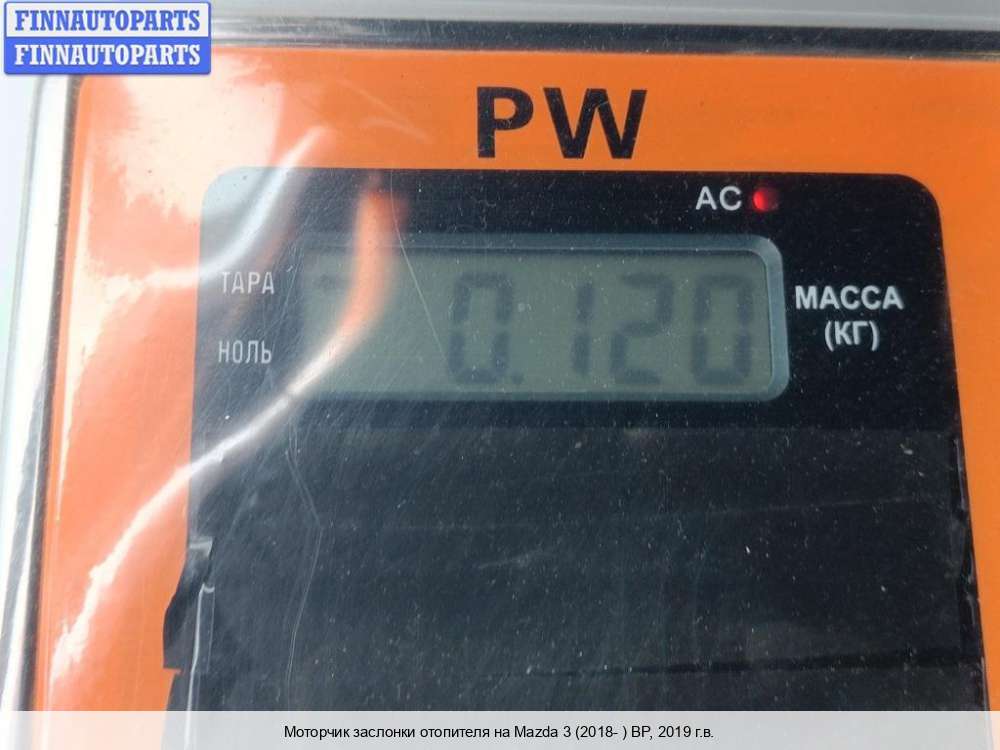 FINNAUTOPARTS
FINNAUTOPARTS
PW
AC
ТАРА
0.120
МАССА
(КГ)
НОЛЬ
Моторчик заслонки отопителя на Mazda 3 (2018- ) BP, 2019 г.в.